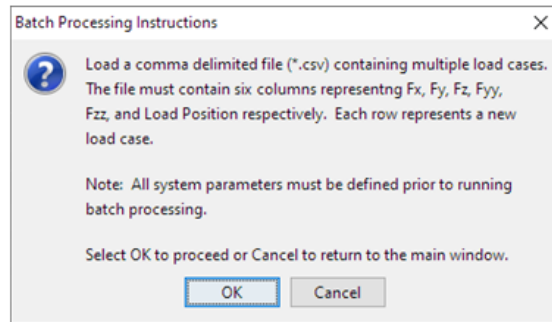 Batch Processing Instructions
Load a comma delimited file (*.csv) containing multiple load cases.
The file must contain six columns representng Fx, Fy, Fz, Fyy,
Fzz, and Load Position respectively.  Each row represents a new
load case.
Note:  All system parameters must be defined prior to running
batch processing.
Select OK to proceed or Cancel to return to the main window.
OK
Cancel